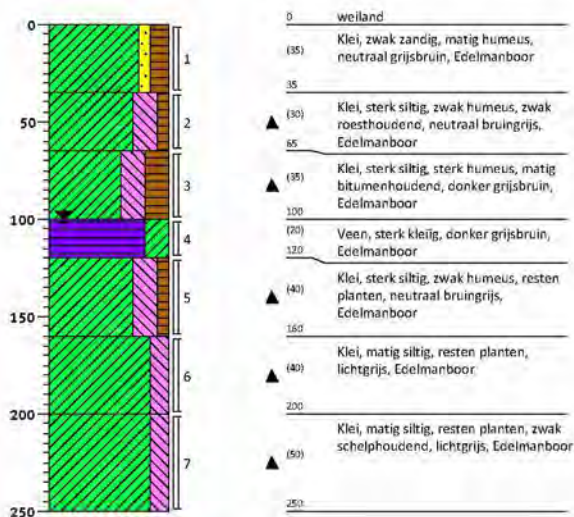 0
50
100
150
200
250
1
2
3
4
5
6
7
0 weiland
(35) Klei, zwak zandig, matig humeus,
neutraal grijsbruin, Edelmanboor
35
(30) Klei, sterk siltig, zwak humeus, zwak
roesthoudend, neutraal bruingrijs,
Edelmanboor
65
(35) Klei, sterk siltig, sterk humeus, matig
bitumenhoudend, donker grijsbruin,
Edelmanboor
100
(20) Veen, sterk kleiïg, donker grijsbruin,
Edelmanboor
120
(40) Klei, sterk siltig, zwak humeus, resten
planten, neutraal bruingrijs,
Edelmanboor
160
(40) Klei, matig siltig, resten planten,
lichtgrijs, Edelmanboor
200
(50) Klei, matig siltig, resten planten, zwak
schelphoudend, lichtgrijs, Edelmanboor
250